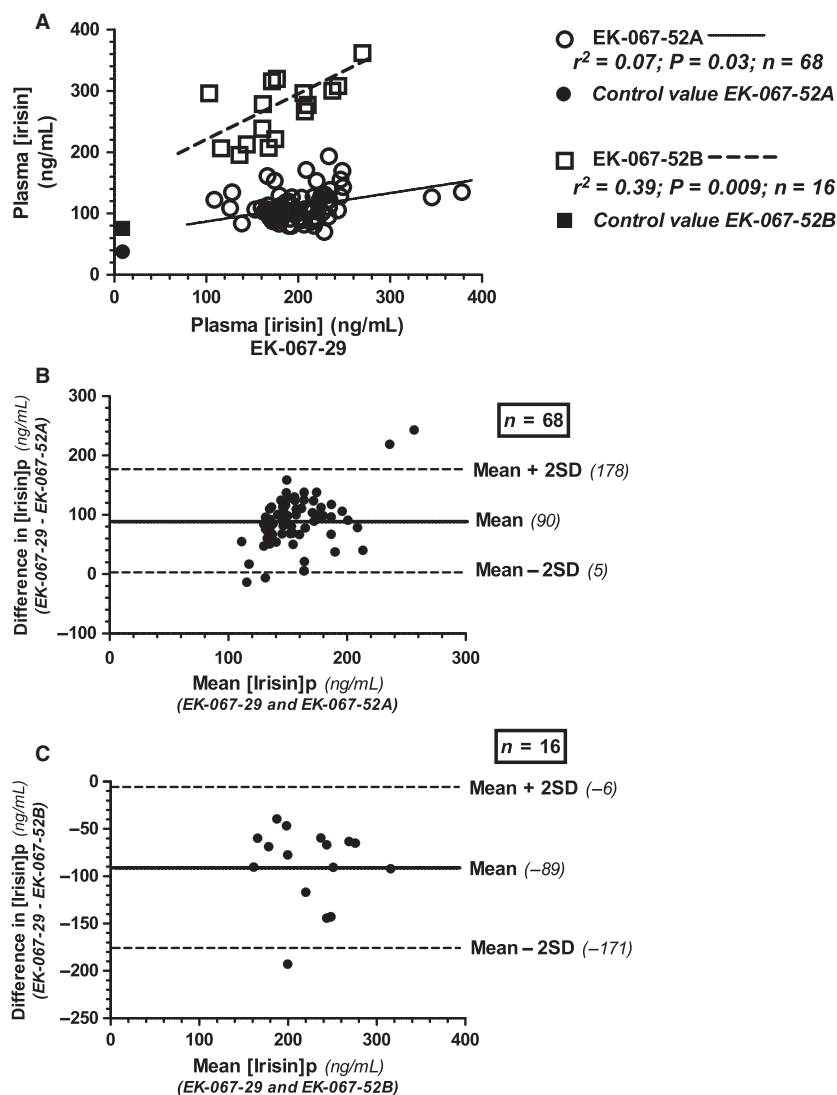 A
400
300
200
100
0
Plasma [irisin]
(ng/mL)
0 100 200 300 400
Plasma [irisin] (ng/mL)
EK-067-29
EK-067-52A
r² = 0.07; P = 0.03; n = 68
Control value EK-067-52A
EK-067-52B
r² = 0.39; P = 0.009; n = 16
Control value EK-067-52B
B
300
200
100
0
–100
Difference in [Irisin]p (ng/mL)
(EK-067-29 - EK-067-52A)
n = 68
Mean + 2SD (178)
Mean (90)
Mean – 2SD (5)
0 100 200 300
Mean [Irisin]p (ng/mL)
(EK-067-29 and EK-067-52A)
C
0
–50
–100
–150
–200
–250
Difference in [Irisin]p (ng/mL)
(EK-067-29 - EK-067-52B)
n = 16
Mean + 2SD (–6)
Mean (–89)
Mean – 2SD (–171)
0 100 200 300 400
Mean [Irisin]p (ng/mL)
(EK-067-29 and EK-067-52B)